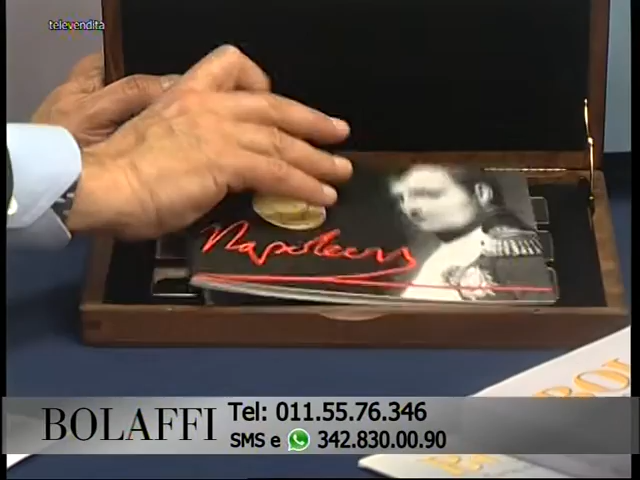 televendita
Napoleon
BOLAFFI
Tel: 011.55.76.346
SMS e 342.830.00.90